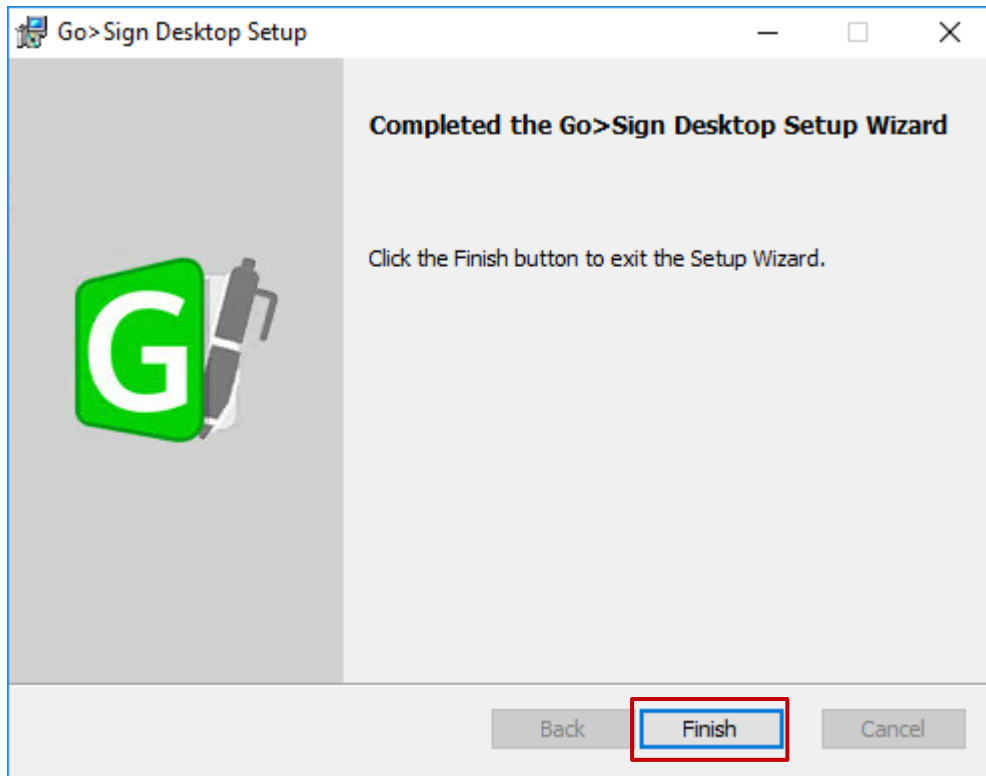 Go>Sign Desktop Setup
Completed the Go>Sign Desktop Setup Wizard
Click the Finish button to exit the Setup Wizard.
G
Back
Finish
Cancel